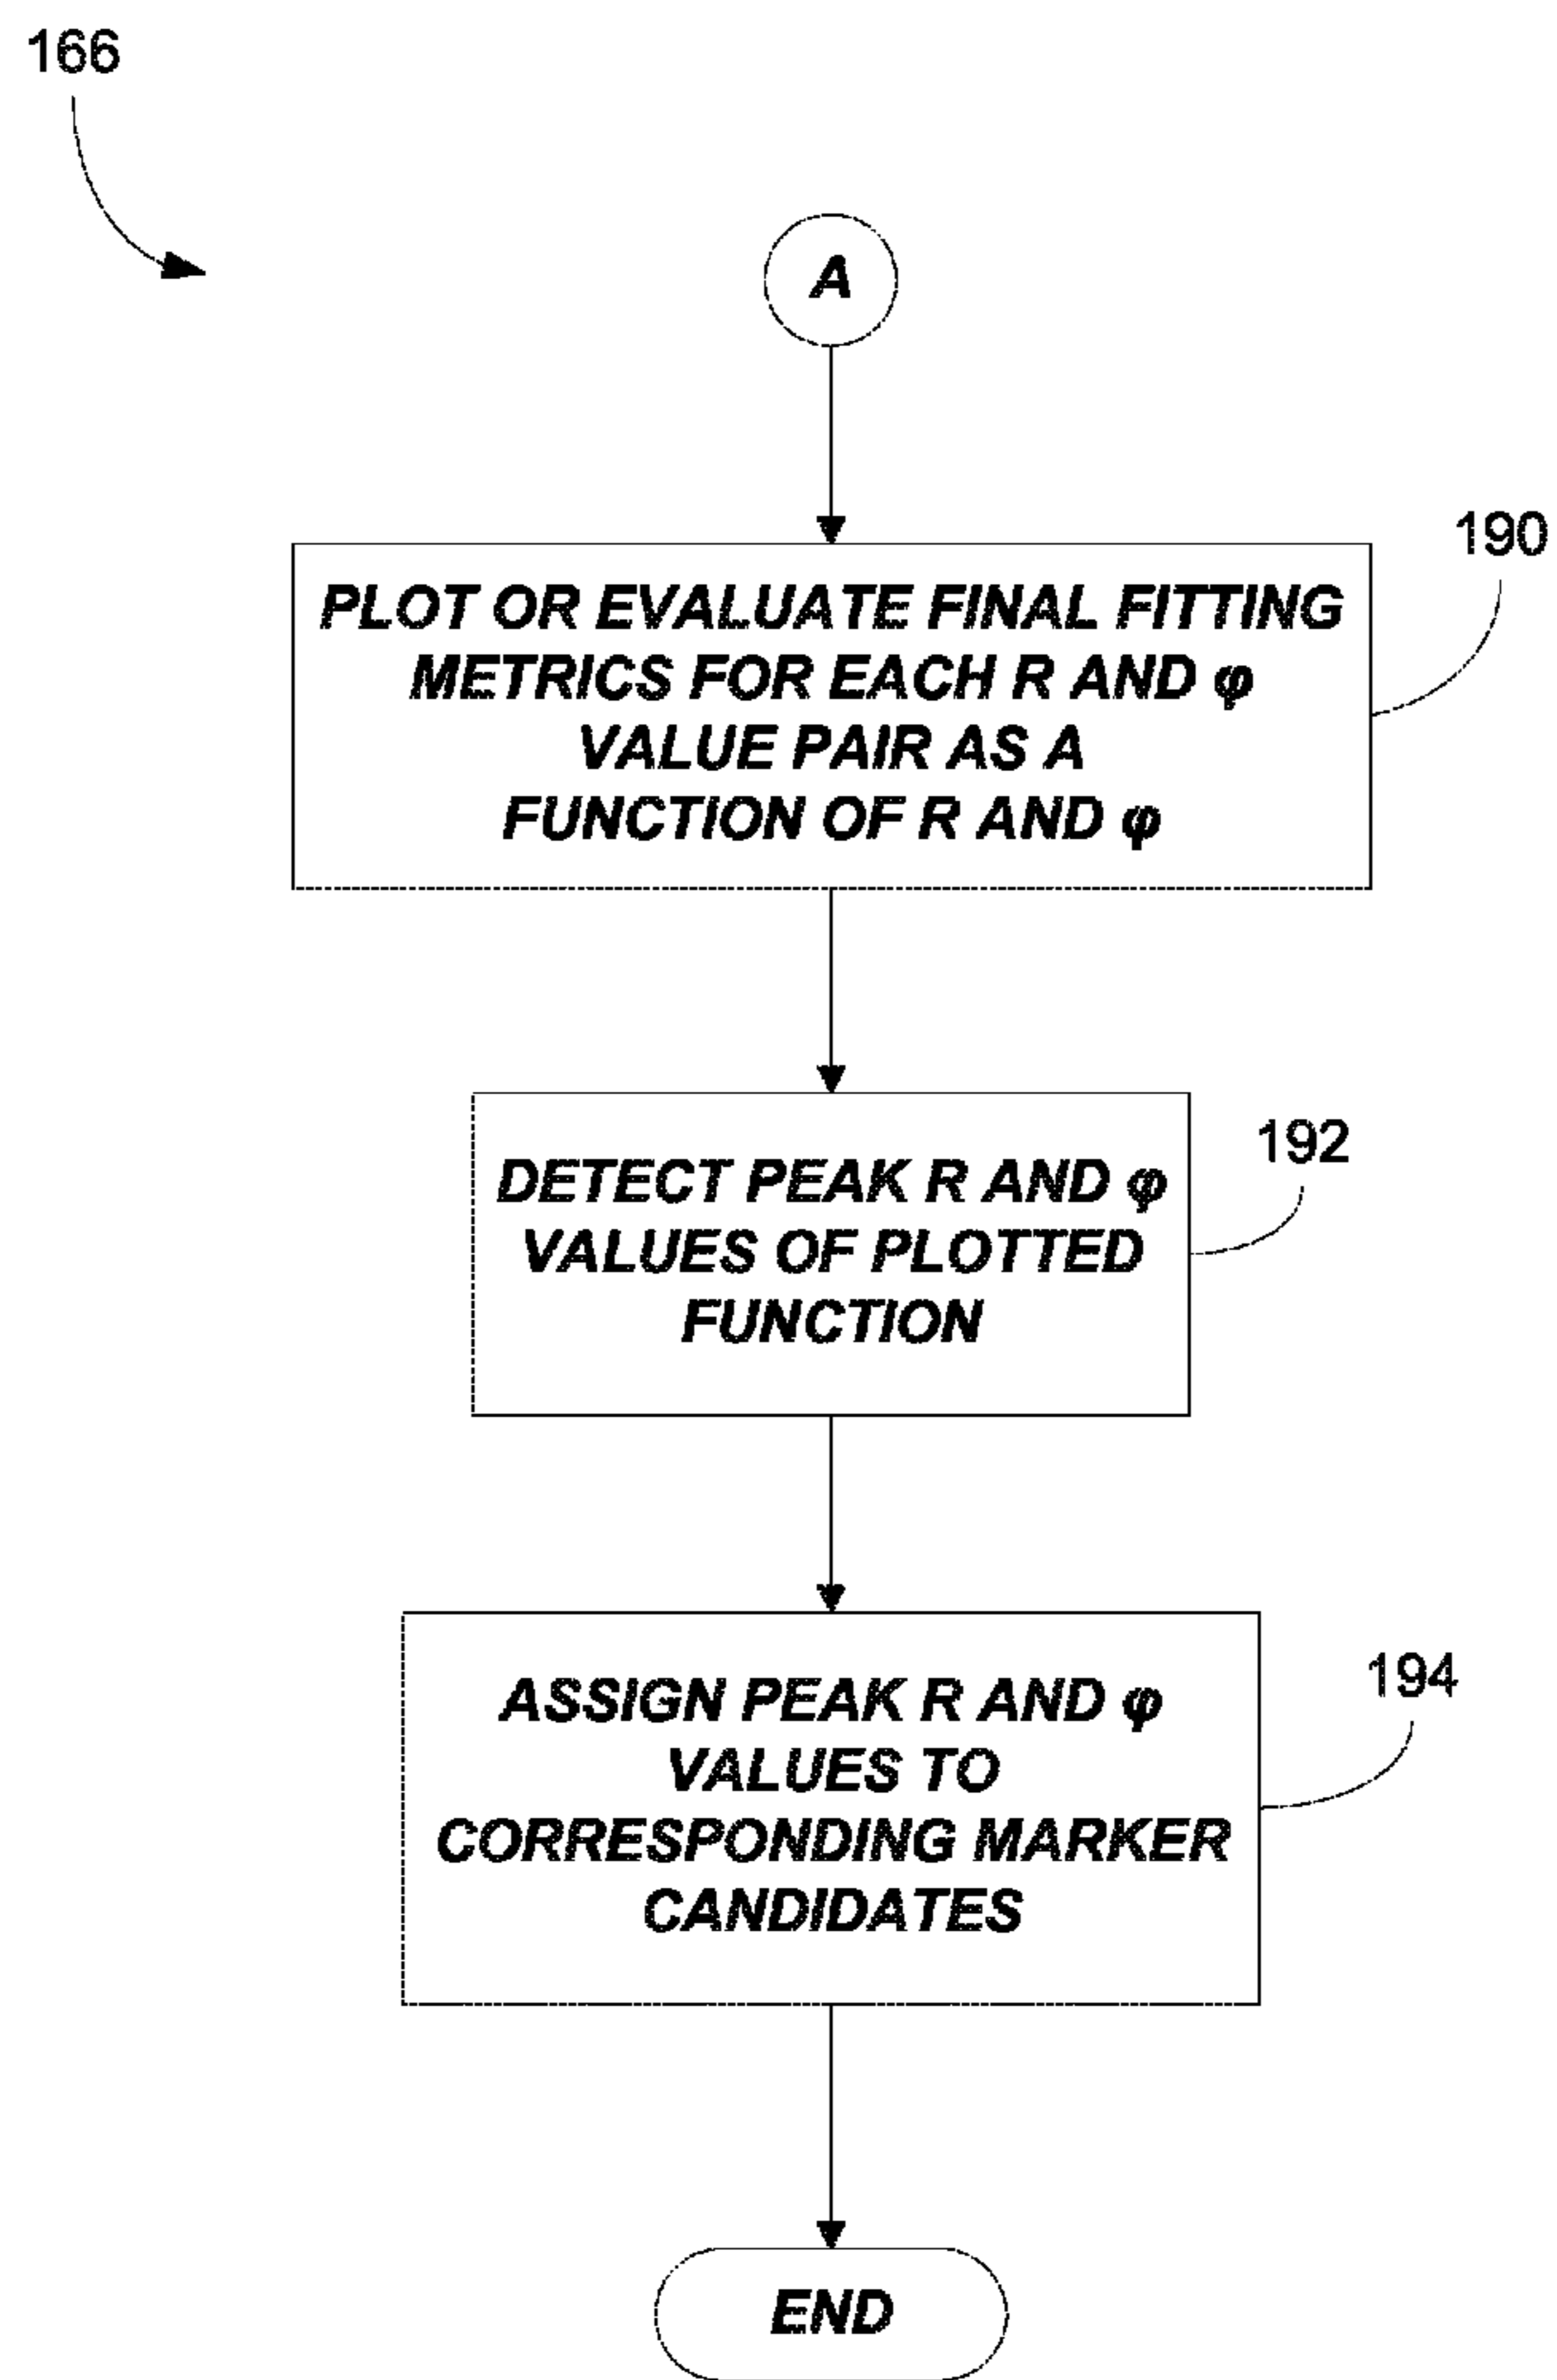 166
A
190
PLOT OR EVALUATE FINAL FITTING
METRICS FOR EACH R AND φ
VALUE PAIR AS A
FUNCTION OF R AND φ
192
DETECT PEAK R AND φ
VALUES OF PLOTTED
FUNCTION
194
ASSIGN PEAK R AND φ
VALUES TO
CORRESPONDING MARKER
CANDIDATES
END